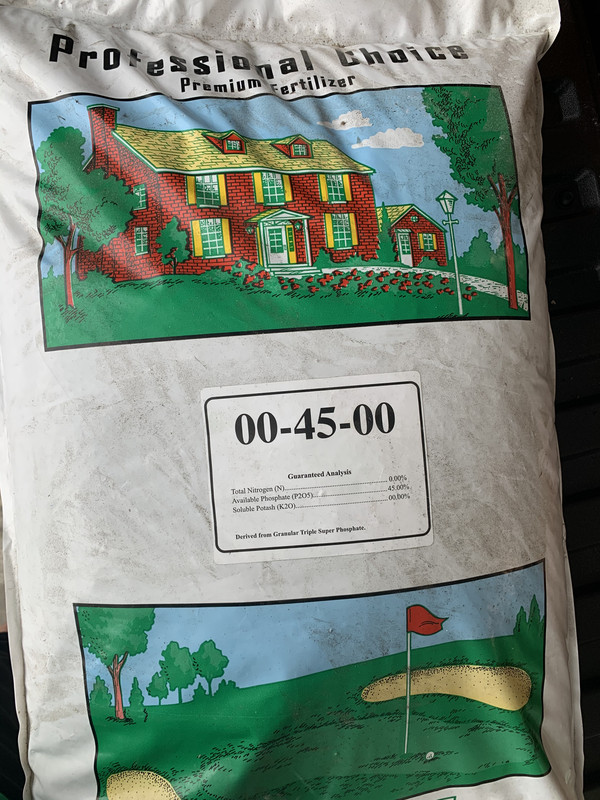 Professional Choice
Premium Fertilizer
00-45-00
Guaranteed Analysis
Total Nitrogen (N)........................................ 0.00%
Available Phosphate (P2O5)........................... 45.00%
Soluble Potash (K2O)..................................... 00.00%
Derived from Granular Triple Super Phosphate.